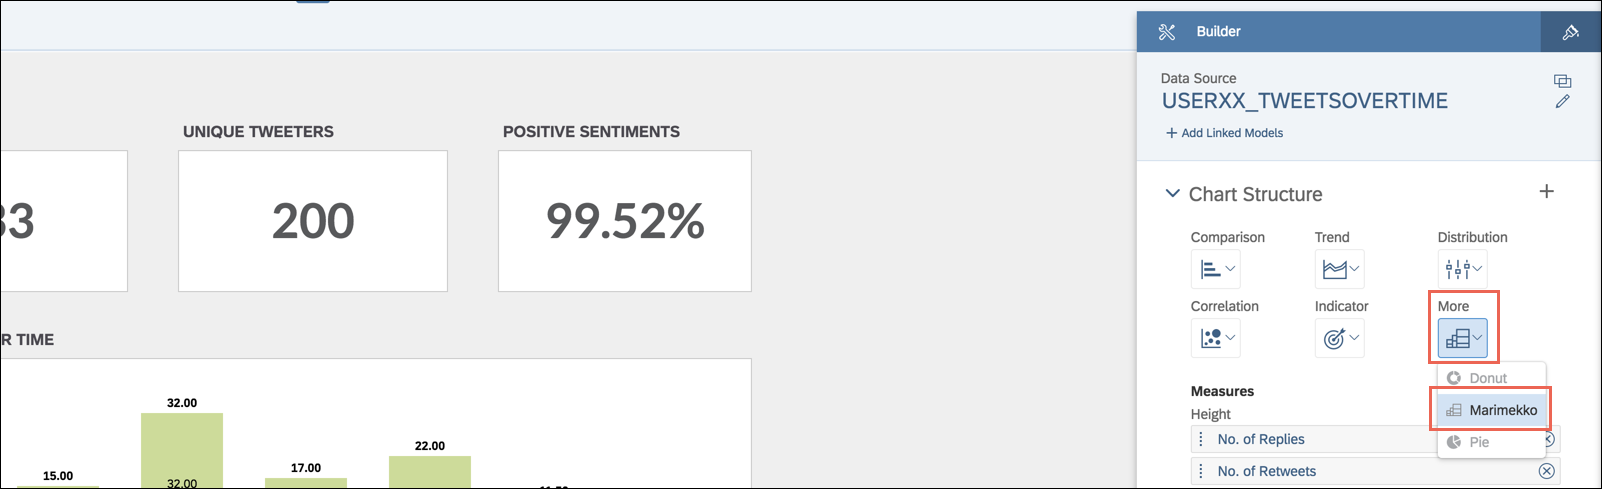 Builder
Data Source
USERXX_TWEETSOVERTIME
+ Add Linked Models
UNIQUE TWEETERS
POSITIVE SENTIMENTS
33
200
99.52%
Chart Structure
Comparison
Trend
Distribution
Correlation
Indicator
More
Donut
Marimekko
Pie
Measures
Height
No. of Replies
No. of Retweets
R TIME
15.00
32.00
32.00
17.00
22.00